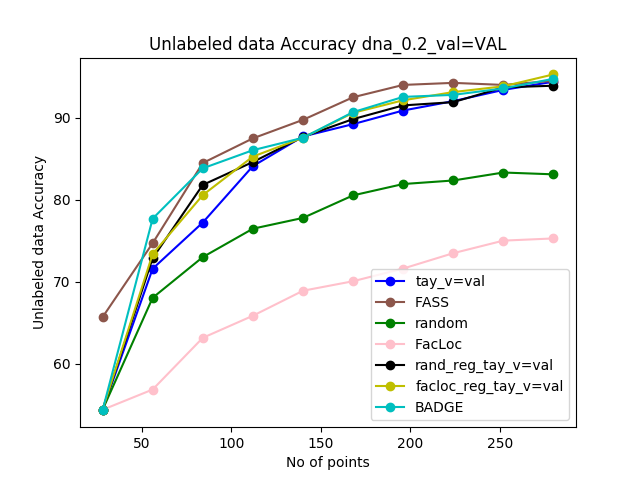 Unlabeled data Accuracy dna_0.2_val=VAL
Unlabeled data Accuracy
90
80
70
60
50
100
150
200
250
No of points
tay_v=val
FASS
random
FacLoc
rand_reg_tay_v=val
facloc_reg_tay_v=val
BADGE